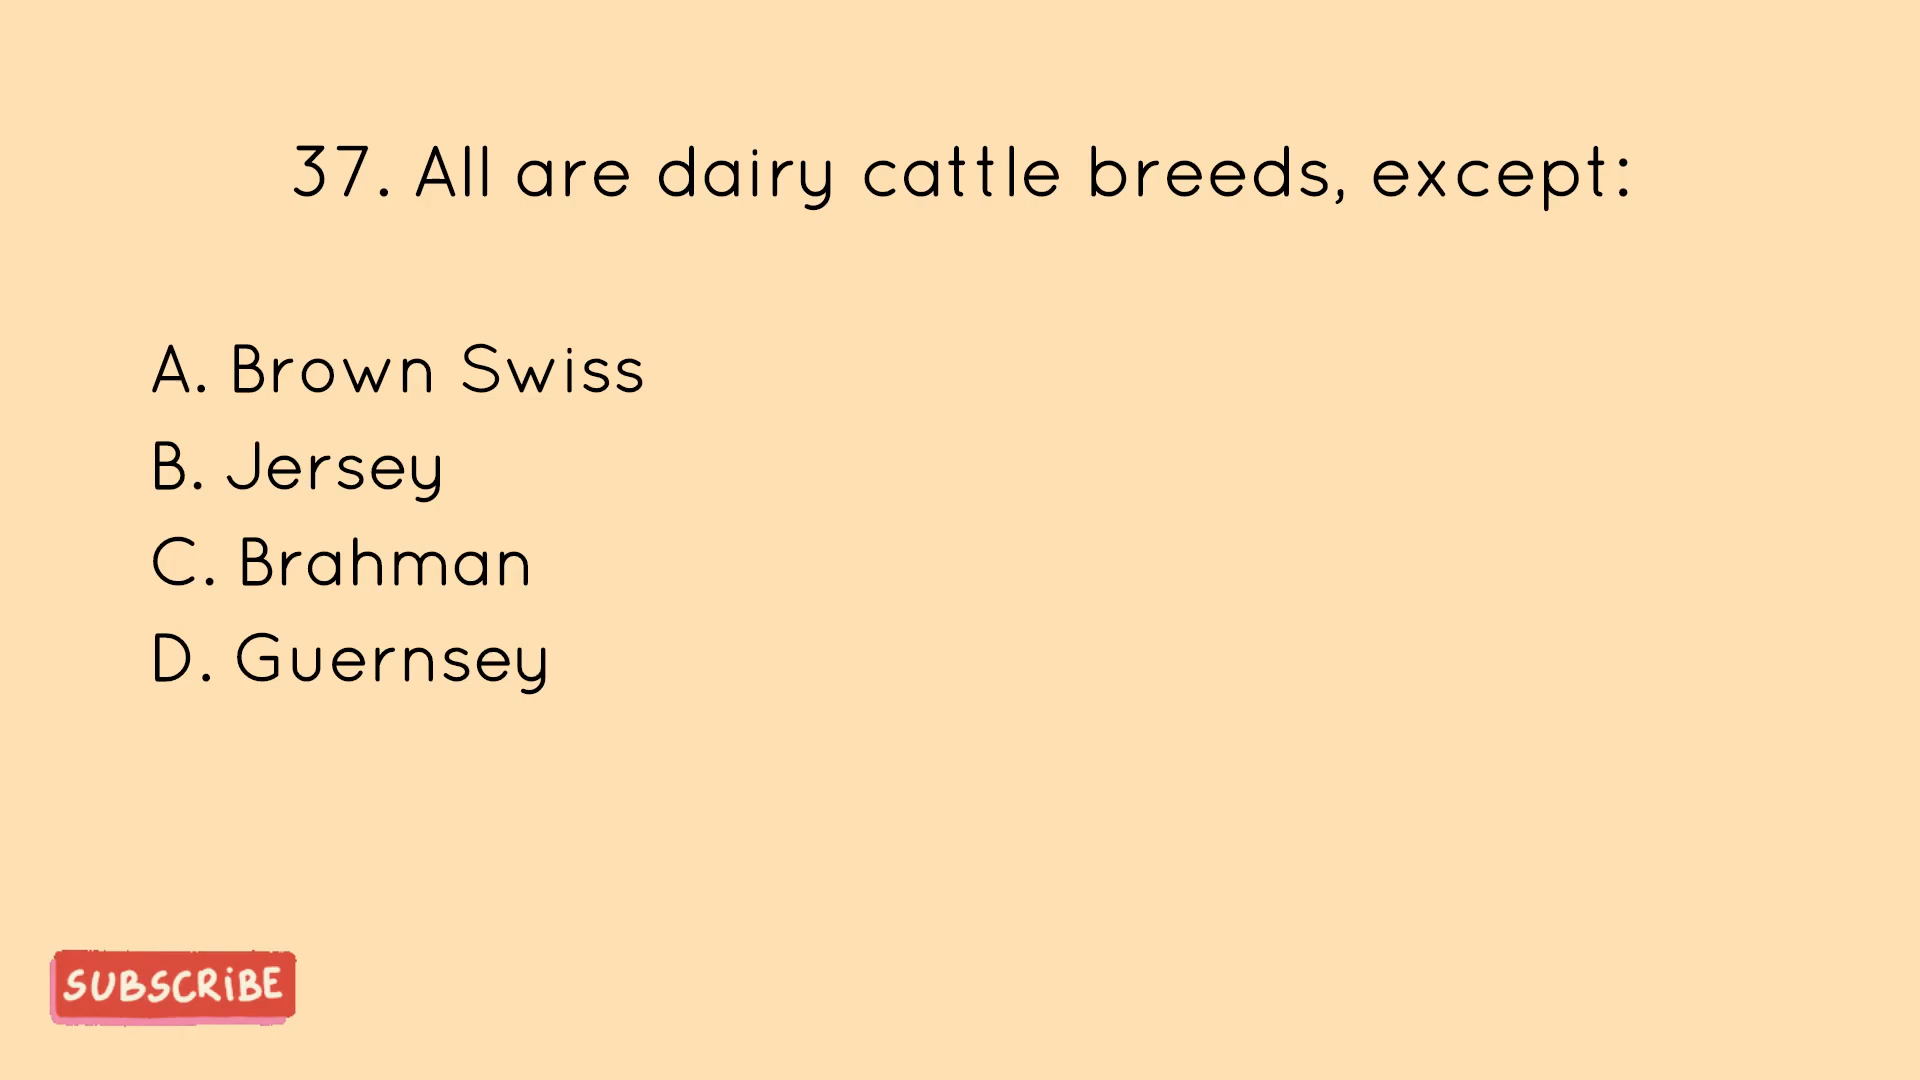 37. All are dairy cattle breeds, except:
A. Brown Swiss
B. Jersey
C. Brahman
D. Guernsey
SUBSCRiBE